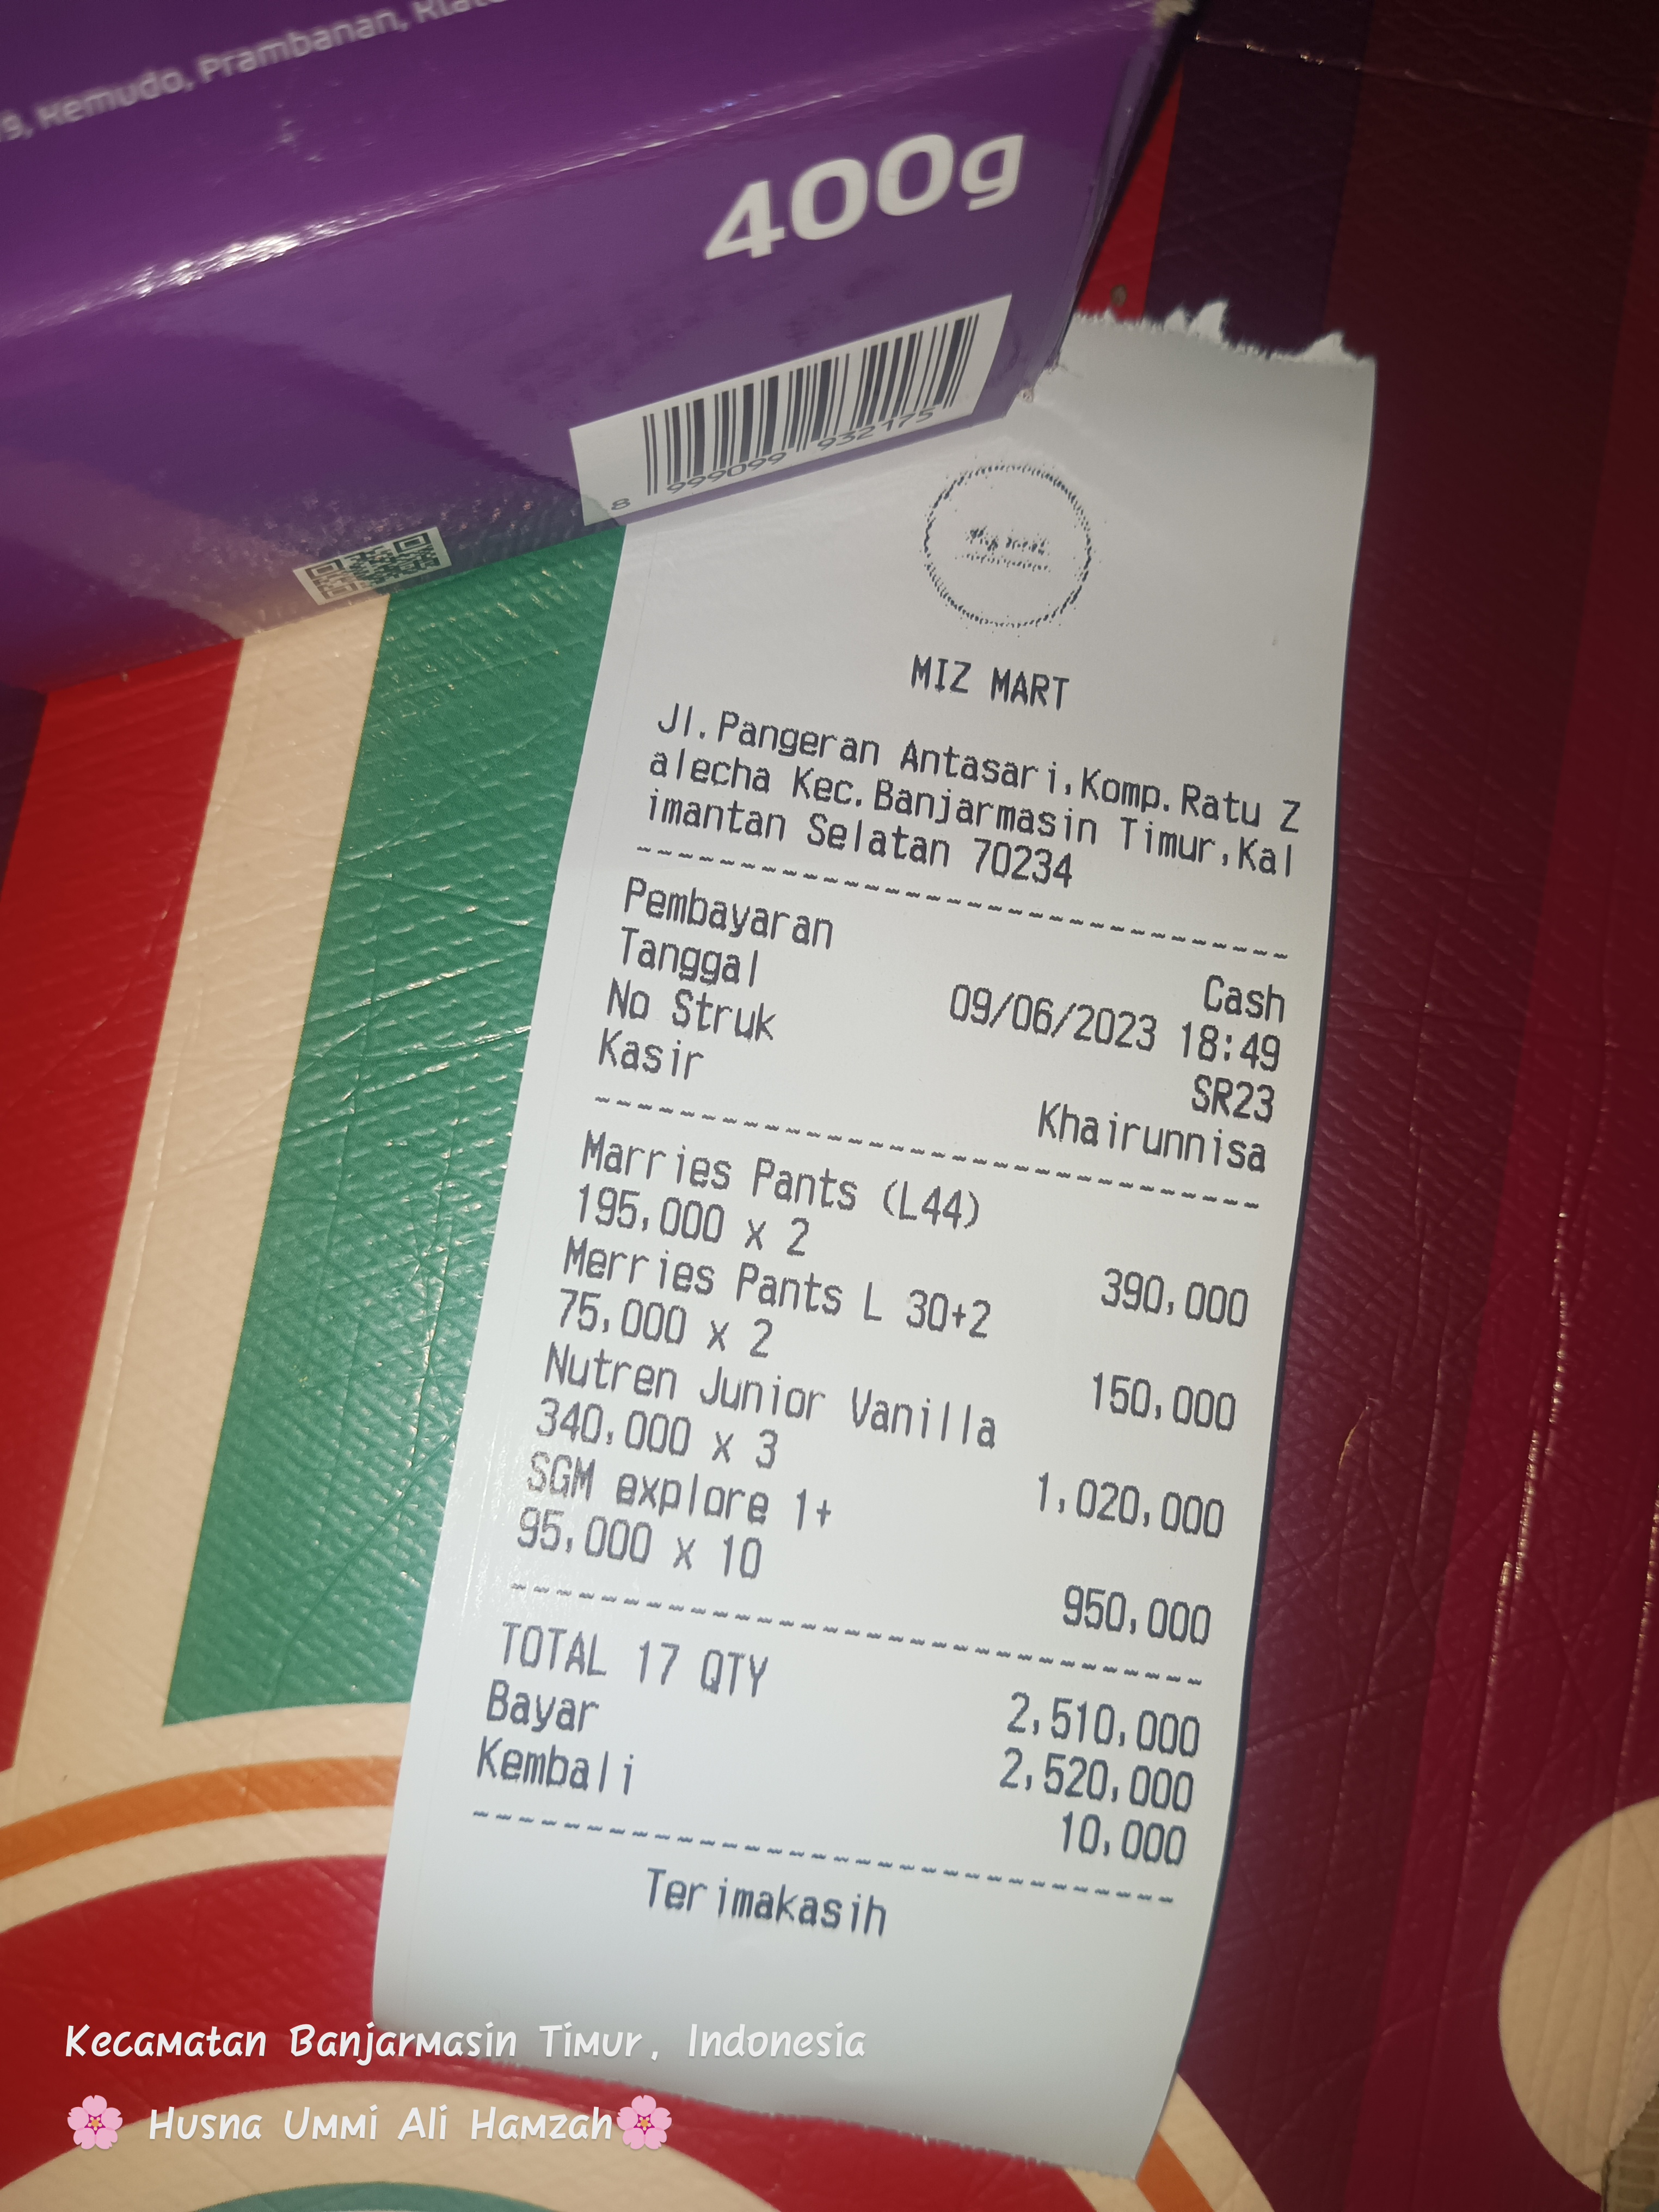 Kemudo, Prambanan,
400g
8 999099 932175
MIZ MART
Jl.Pangeran Antasari,Komp.Ratu Z
alecha Kec.Banjarmasin Timur,Kal
imantan Selatan 70234
Pembayaran Cash
Tanggal 09/06/2023 18:49
No Struk SR23
Kasir Khairunnisa
Marries Pants (L44)
195,000 x 2 390,000
Merries Pants L 30+2
75,000 x 2 150,000
Nutren Junior Vanilla
340,000 x 3 1,020,000
SGM explore 1+
95,000 x 10 950,000
TOTAL 17 QTY 2,510,000
Bayar 2,520,000
Kembali 10,000
Terimakasih
Kecamatan Banjarmasin Timur, Indonesia
🌸 Husna Ummi Ali Hamzah🌸